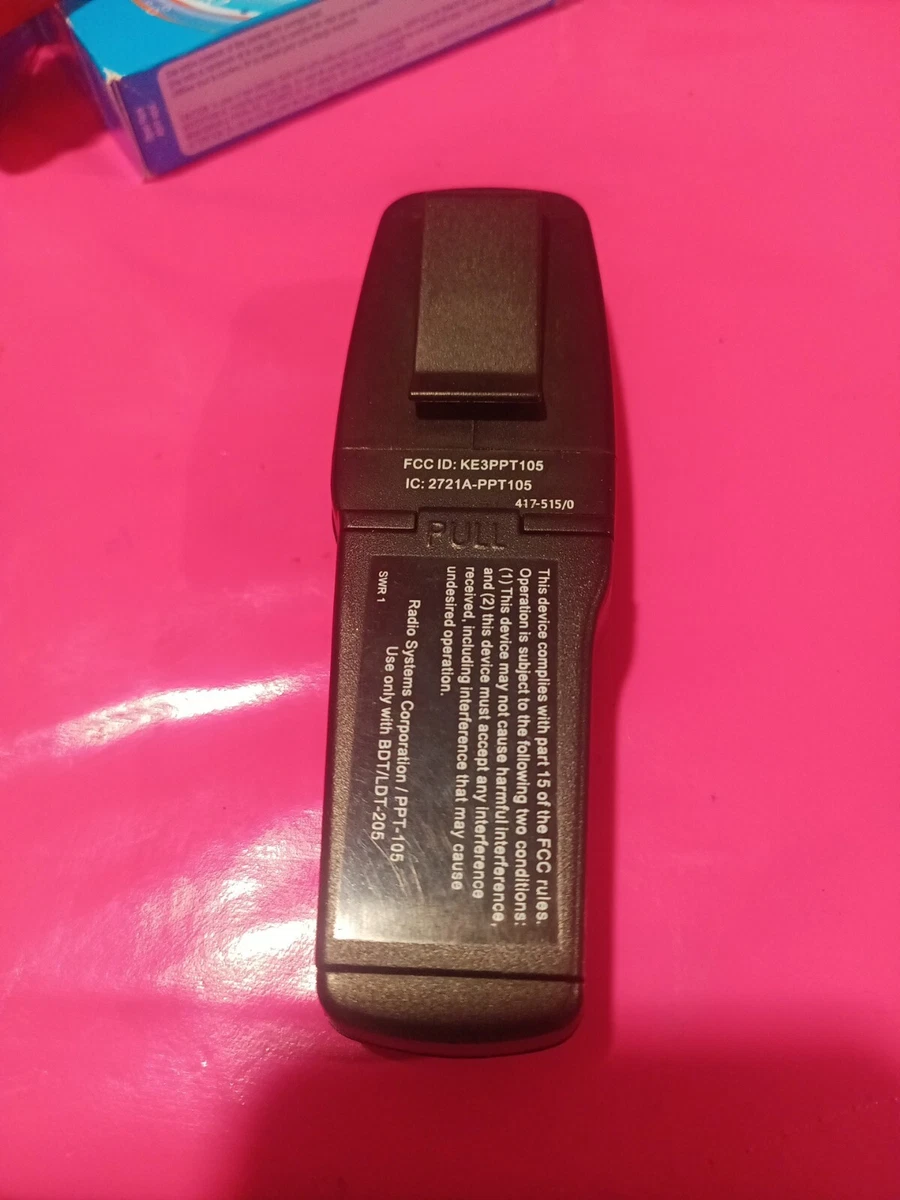 FCC ID: KE3PPT105
IC: 2721A-PPT105
417-515/0
PULL
This device complies with part 15 of the FCC rules.
Operation is subject to the following two conditions:
(1) This device may not cause harmful interference,
and (2) this device must accept any interference
received, including interference that may cause
undesired operation.
Radio Systems Corporation / PPT-105
Use only with BDT/LDT-205
SWR 1